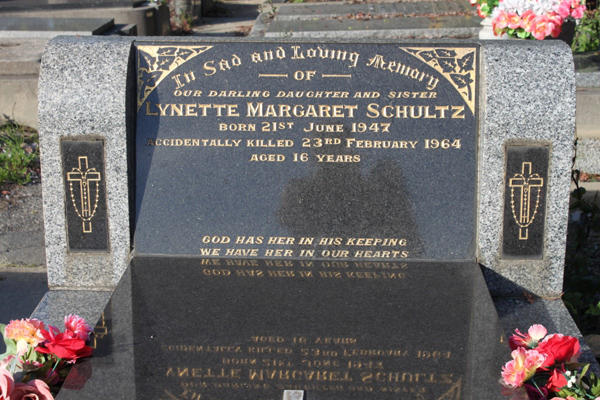 In Sad and Loving Memory
OF
OUR DARLING DAUGHTER AND SISTER
LYNETTE MARGARET SCHULTZ
BORN 21ST JUNE 1947
ACCIDENTALLY KILLED 23RD FEBRUARY 1964
AGED 16 YEARS
GOD HAS HER IN HIS KEEPING
WE HAVE HER IN OUR HEARTS